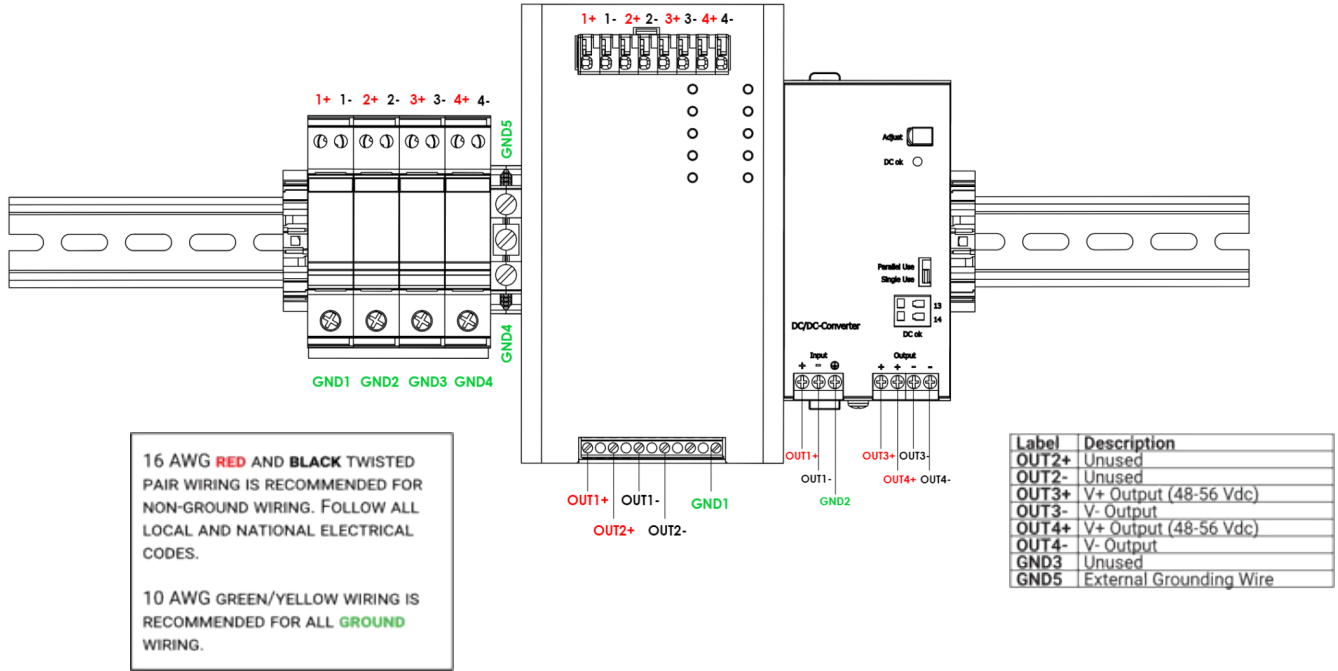 1+ 1- 2+ 2- 3+ 3- 4+ 4-
1+ 1- 2+ 2- 3+ 3- 4+ 4-
GND5
Adjust
DC ok
Parallel Use
Single Use
13
14
DC ok
GND4
DC/DC-Converter
Input
Output
+ - + + - -
GND1 GND2 GND3 GND4
OUT1+ OUT3+ OUT3-
OUT1- OUT4+ OUT4-
GND2
OUT1+ OUT1- GND1
OUT2+ OUT2-
16 AWG RED AND BLACK TWISTED
PAIR WIRING IS RECOMMENDED FOR
NON-GROUND WIRING. FOLLOW ALL
LOCAL AND NATIONAL ELECTRICAL
CODES.
10 AWG GREEN/YELLOW WIRING IS
RECOMMENDED FOR ALL GROUND
WIRING.
Label Description
OUT2+ Unused
OUT2- Unused
OUT3+ V+ Output (48-56 Vdc)
OUT3- V- Output
OUT4+ V+ Output (48-56 Vdc)
OUT4- V- Output
GND3 Unused
GND5 External Grounding Wire